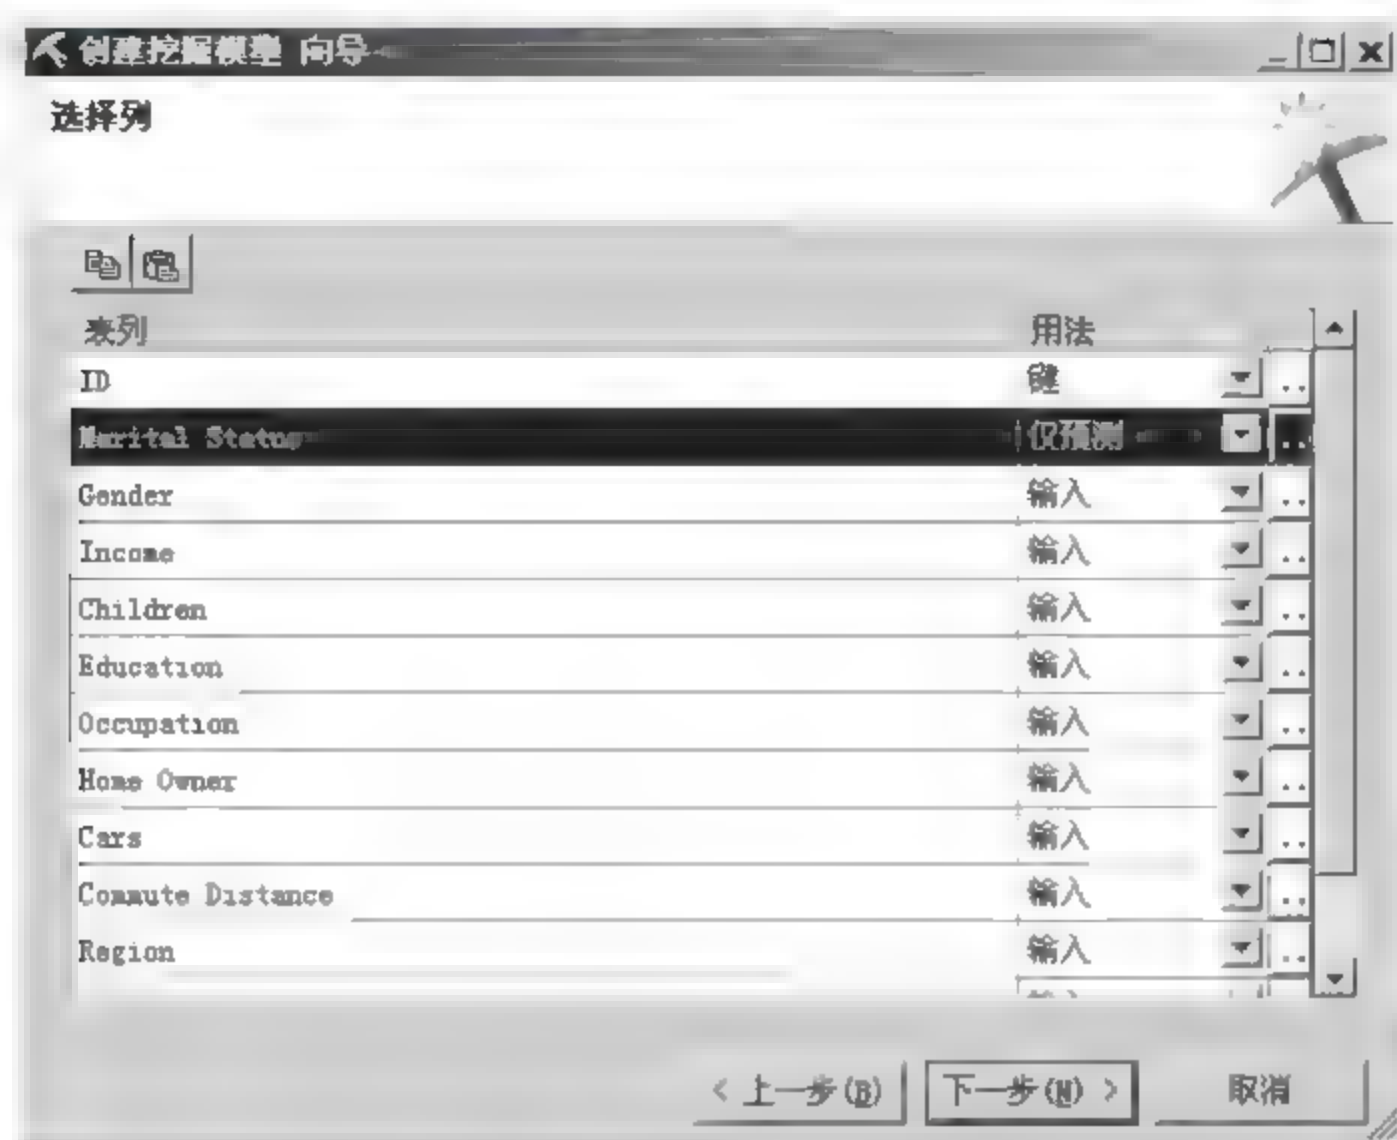 创建挖掘模型 向导
选择列
表列 用法
ID 键
Marital Status 仅预测
Gender 输入
Income 输入
Children 输入
Education 输入
Occupation 输入
Home Owner 输入
Cars 输入
Commute Distance 输入
Region 输入
< 上一步(B) 下一步(N) > 取消